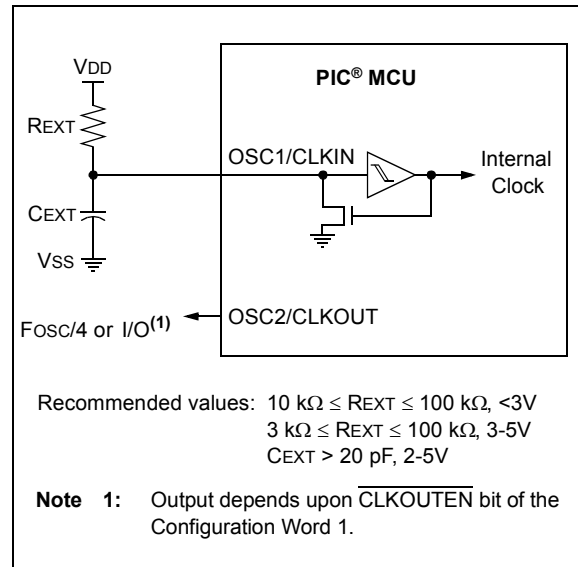 VDD
PIC® MCU
REXT
OSC1/CLKIN
Internal
Clock
CEXT
VSS
OSC2/CLKOUT
FOSC/4 or I/O(1)
Recommended values: 10 kΩ ≤ REXT ≤ 100 kΩ, <3V
3 kΩ ≤ REXT ≤ 100 kΩ, 3-5V
CEXT > 20 pF, 2-5V
Note 1: Output depends upon C̅L̅K̅O̅U̅T̅E̅N̅ bit of the
Configuration Word 1.